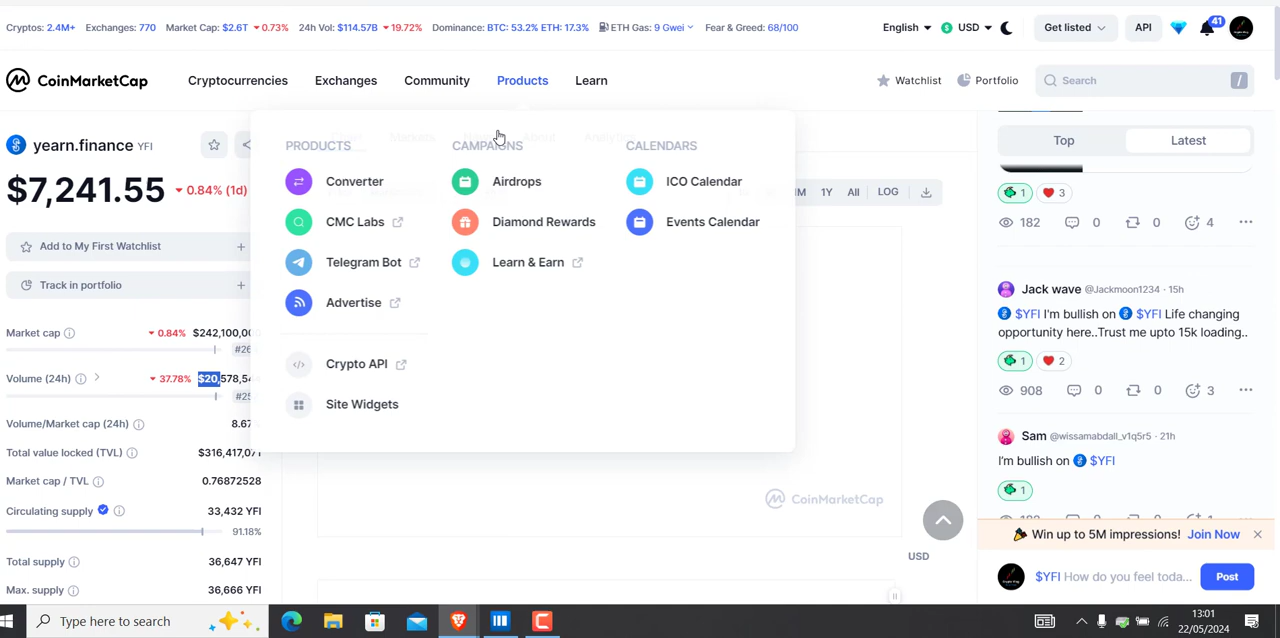 Cryptos: 2.4M+ Exchanges: 770 Market Cap: $2.6T 0.73% 24h Vol: $114.57B 19.72% Dominance: BTC: 53.2% ETH: 17.3% ETH Gas: 9 Gwei Fear & Greed: 68/100 English USD Get listed API 41
CoinMarketCap Cryptocurrencies Exchanges Community Products Learn Watchlist Portfolio Search /
yearn.finance YFI
$7,241.55 0.84% (1d)
Add to My First Watchlist +
Track in portfolio +
Market cap 0.84% $242,100,00
#26
Volume (24h) 37.78% $20,578,54
#25
Volume/Market cap (24h) 8.67
Total value locked (TVL) $316,417,07
Market cap / TVL 0.76872528
Circulating supply 33,432 YFI
91.18%
Total supply 36,647 YFI
Max. supply 36,666 YFI
PRODUCTS
Converter
CMC Labs
Telegram Bot
Advertise
Crypto API
Site Widgets
CAMPAIGNS
Airdrops
Diamond Rewards
Learn & Earn
CALENDARS
ICO Calendar
Events Calendar
1Y All LOG
CoinMarketCap
USD
Top Latest
1 3
182 0 0 4
Jack wave @Jackmoon1234 · 15h
$YFI I'm bullish on $YFI Life changing
opportunity here..Trust me upto 15k loading..
1 2
908 0 0 3
Sam @wissamabdall_v1q5r5 · 21h
I'm bullish on $YFI
1
Win up to 5M impressions! Join Now
$YFI How do you feel toda... Post
Type here to search
13:01
22/05/2024